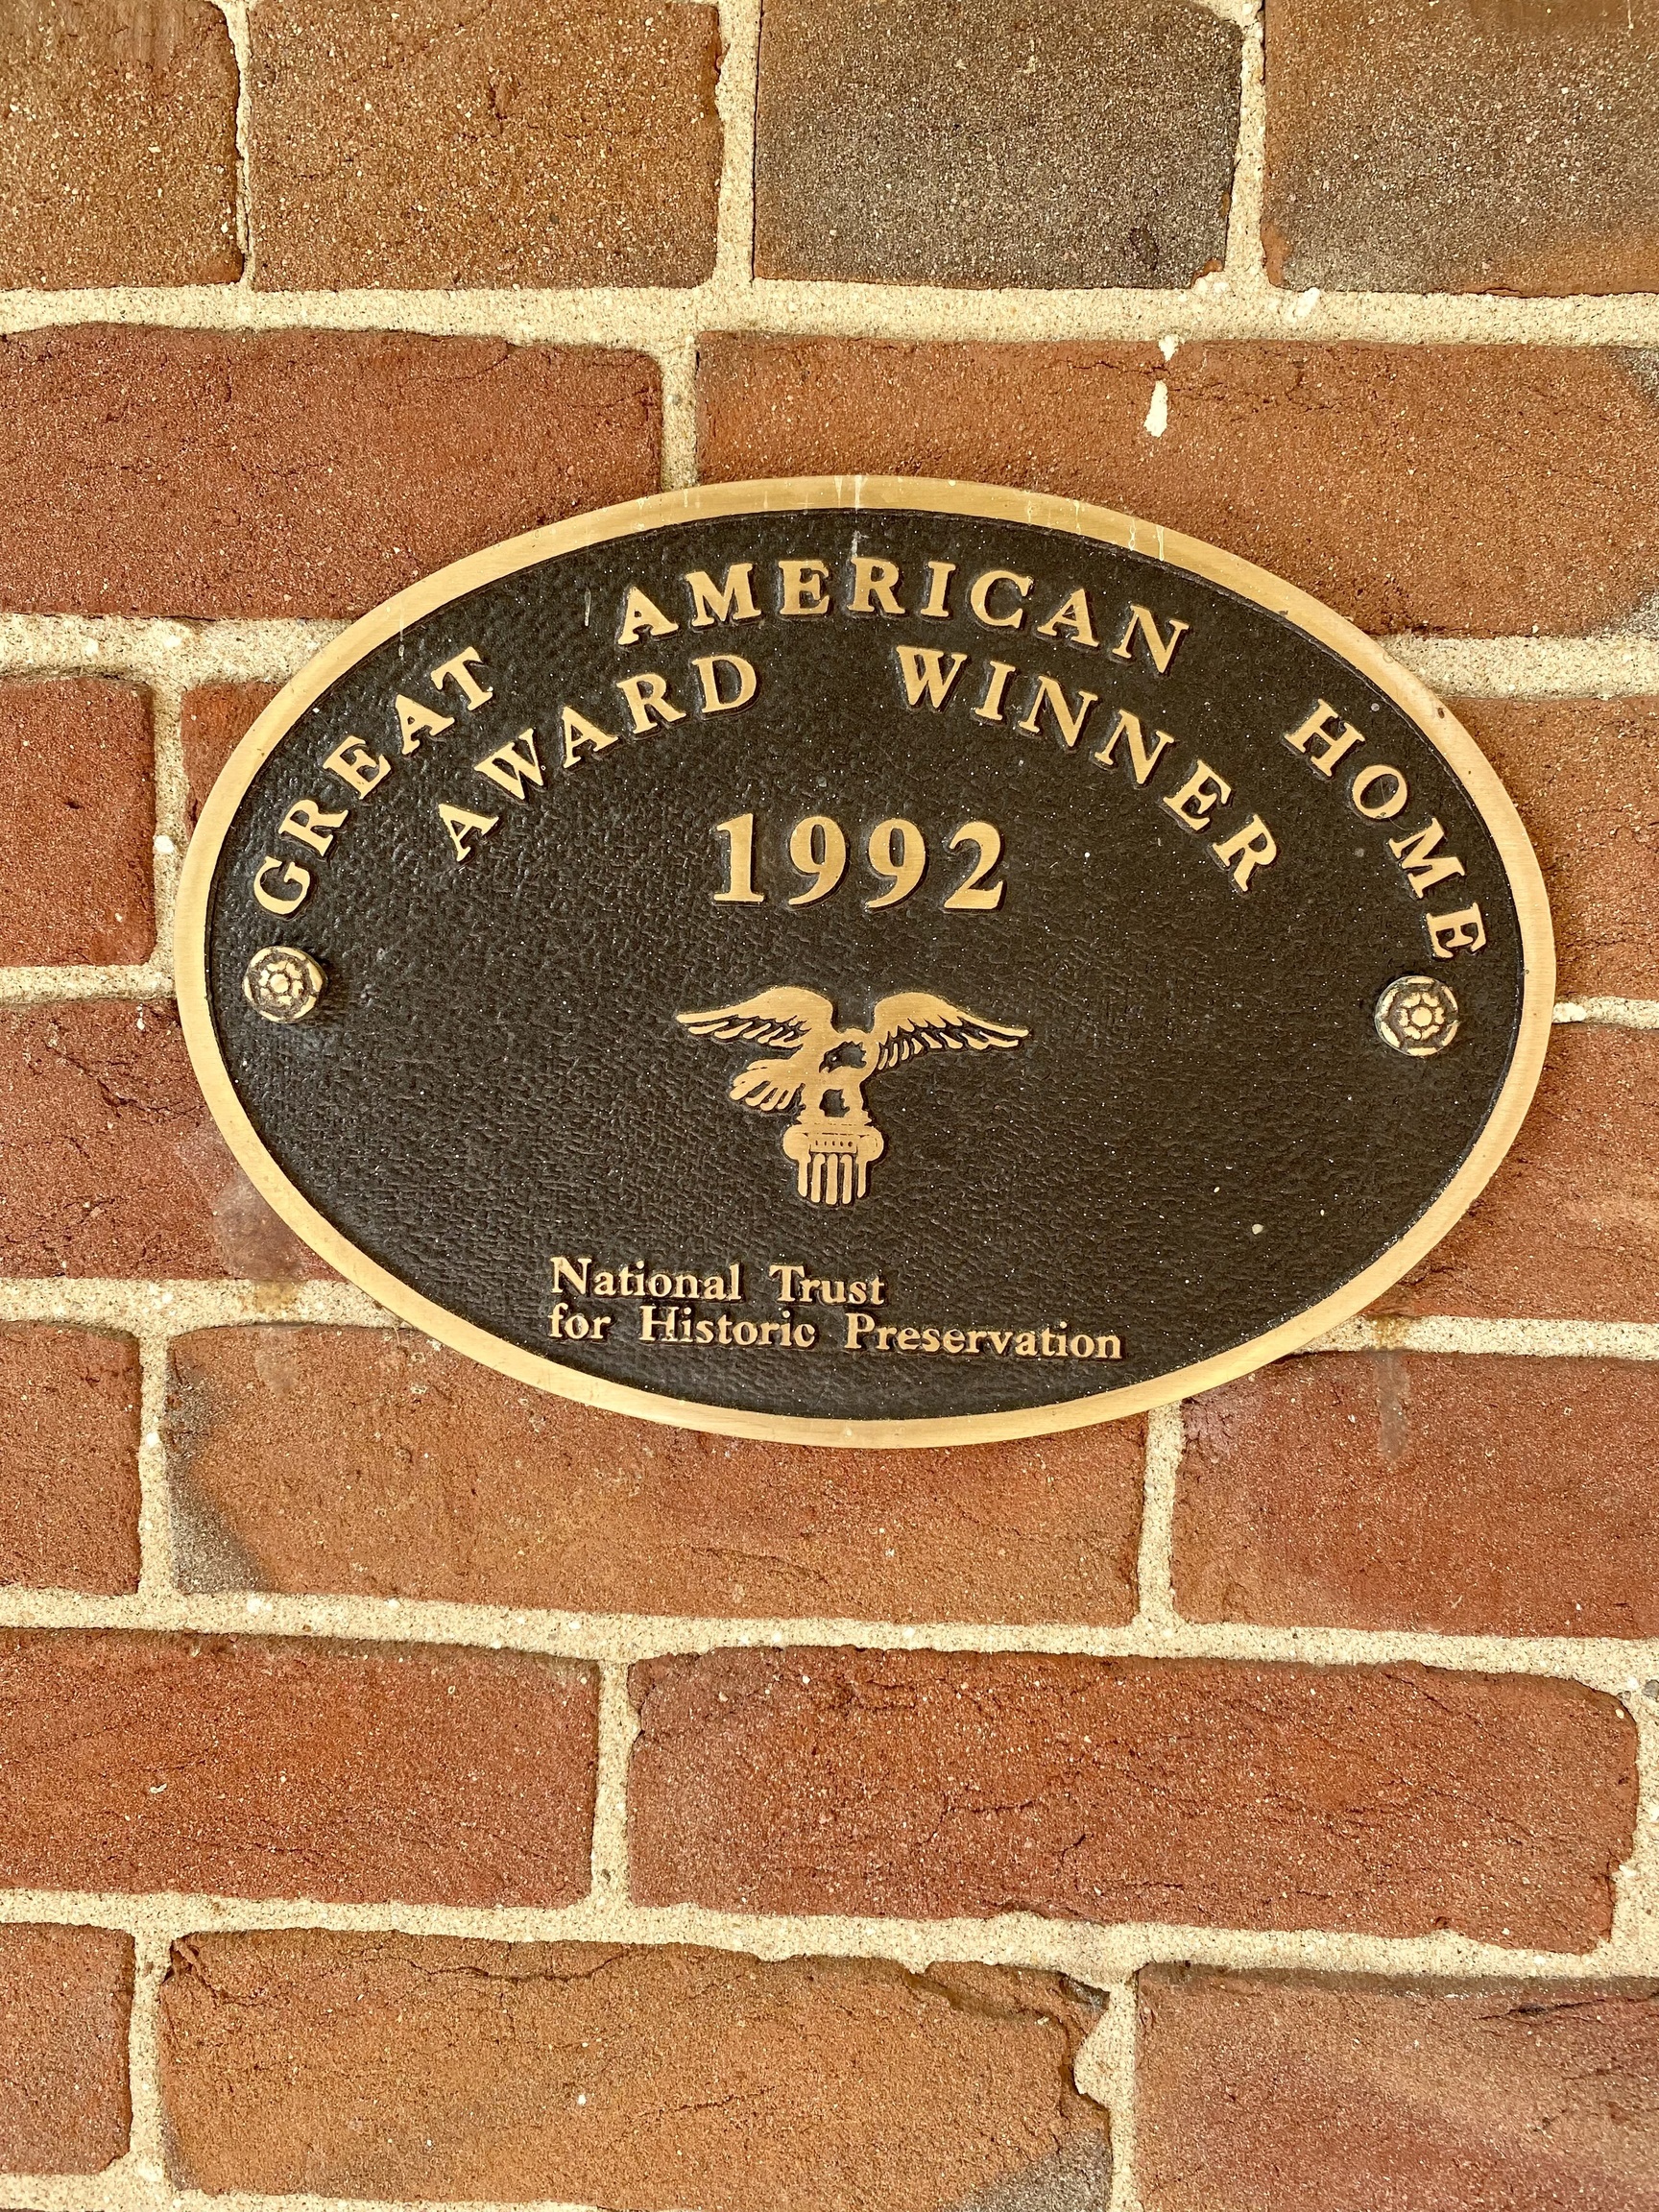 GREAT AMERICAN HOME
AWARD WINNER
1992
National Trust
for Historic Preservation